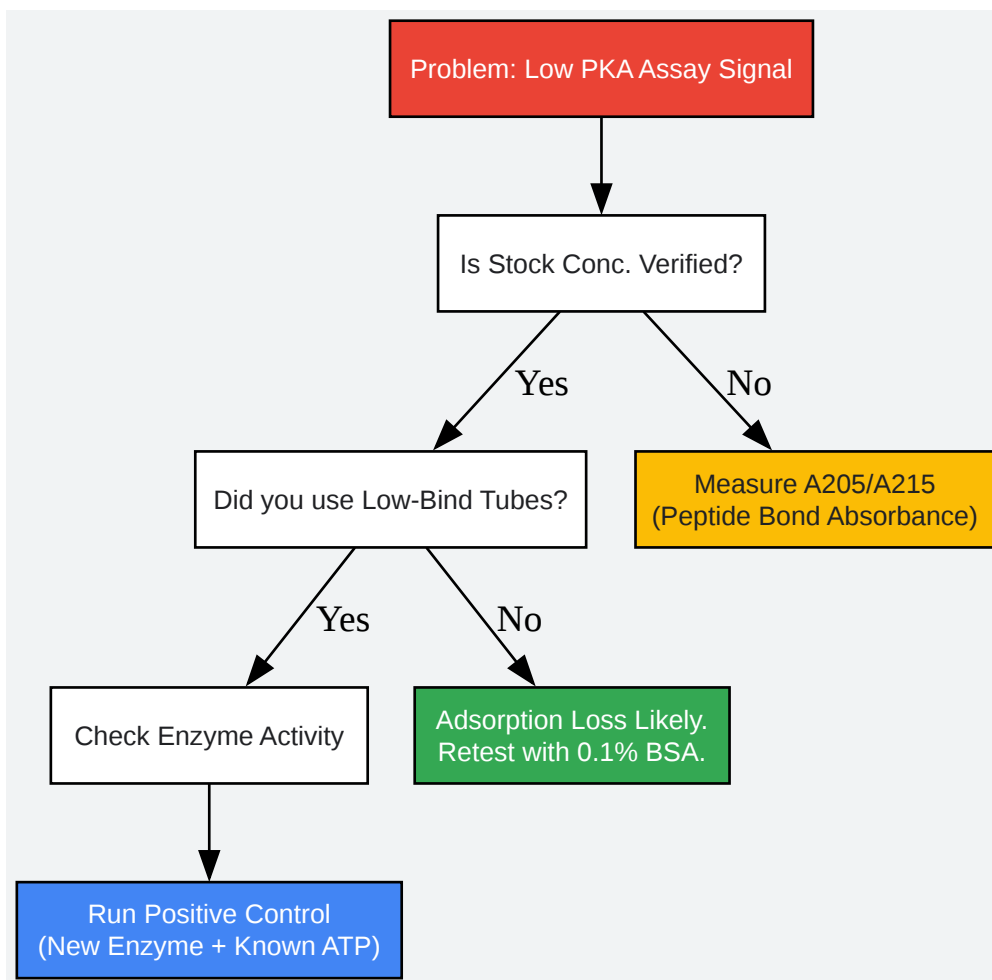 Problem: Low PKA Assay Signal
Is Stock Conc. Verified?
Yes
No
Did you use Low-Bind Tubes?
Measure A205/A215
(Peptide Bond Absorbance)
Yes
No
Check Enzyme Activity
Adsorption Loss Likely.
Retest with 0.1% BSA.
Run Positive Control
(New Enzyme + Known ATP)